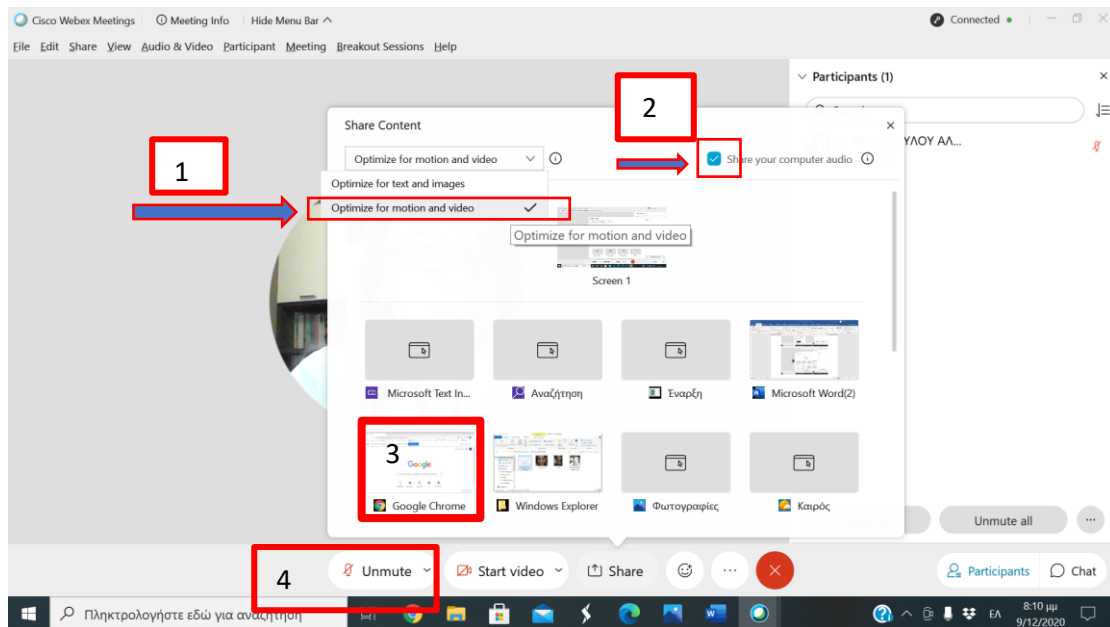 Cisco Webex Meetings Meeting Info Hide Menu Bar Connected
File Edit Share View Audio & Video Participant Meeting Breakout Sessions Help
Participants (1)
2
Share Content
1
Optimize for motion and video
Share your computer audio
ΥΛΟΥ ΑΛ...
Optimize for text and images
Optimize for motion and video
Optimize for motion and video
Screen 1
Microsoft Text In...
Αναζήτηση
Έναρξη
Microsoft Word(2)
3
Google
Google Chrome
Windows Explorer
Φωτογραφίες
Καιρός
Unmute all
4
Unmute
Start video
Share
Participants
Chat
Πληκτρολογήστε εδώ για αναζήτηση
ΕΛ
8:10 μμ
9/12/2020